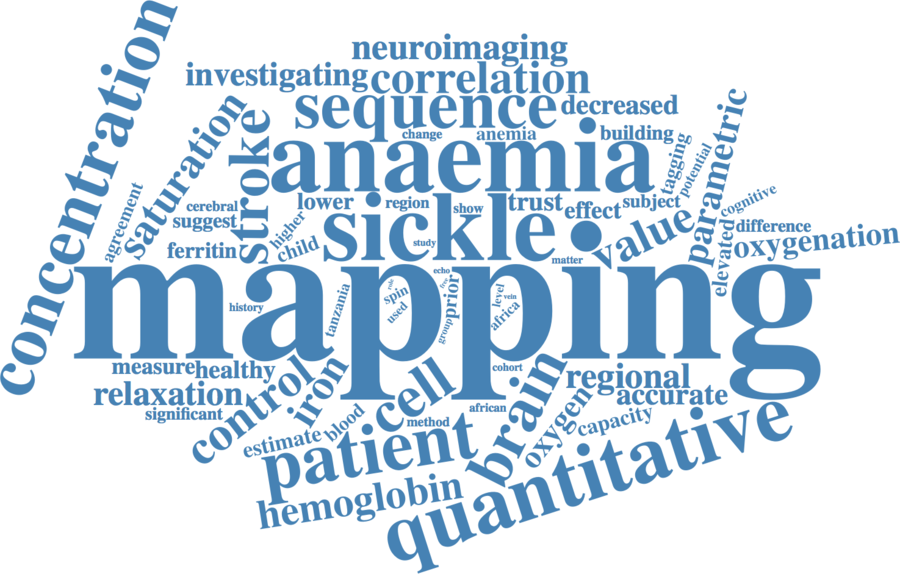 concentration
neuroimaging
investigating
correlation
sequence
decreased
saturation
stroke
change
anemia
building
anaemia
tagging
potential
parametric
agreement
cerebral
suggest
lower
region
show
trust
effect
subject
cognitive
higher
sickle
value
elevated
difference
ferritin
child
study
oxygenation
matter
mapping
history
tanzania
spin
used
echo
free
prior
group
level
vein
africa
measure
healthy
control
iron
cell
cohort
brain
regional
relaxation
accurate
significant
estimate
blood
method
african
oxygen
capacity
patient
hemoglobin
quantitative